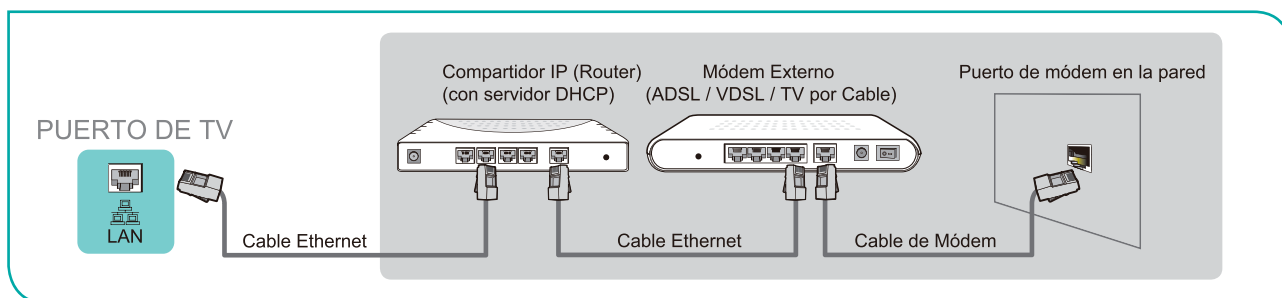 Compartidor IP (Router)
(con servidor DHCP)
Módem Externo
(ADSL / VDSL / TV por Cable)
Puerto de módem en la pared
PUERTO DE TV
LAN
Cable Ethernet
Cable Ethernet
Cable de Módem